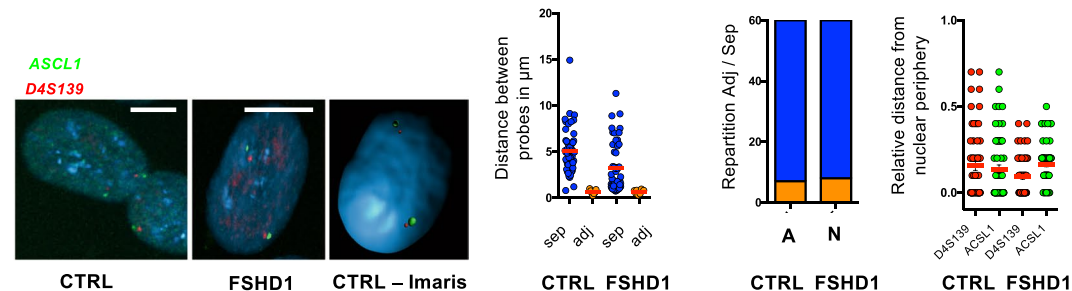 ASCL1
D4S139
CTRL
FSHD1
CTRL – Imaris
Distance between
probes in µm
20
15
10
5
0
sep
adj
sep
adj
CTRL FSHD1
Repartition Adj / Sep
60
40
20
0
A
N
CTRL FSHD1
Relative distance from
nuclear periphery
1.0
0.5
0.0
D4S139
ACSL1
D4S139
ACSL1
CTRL FSHD1